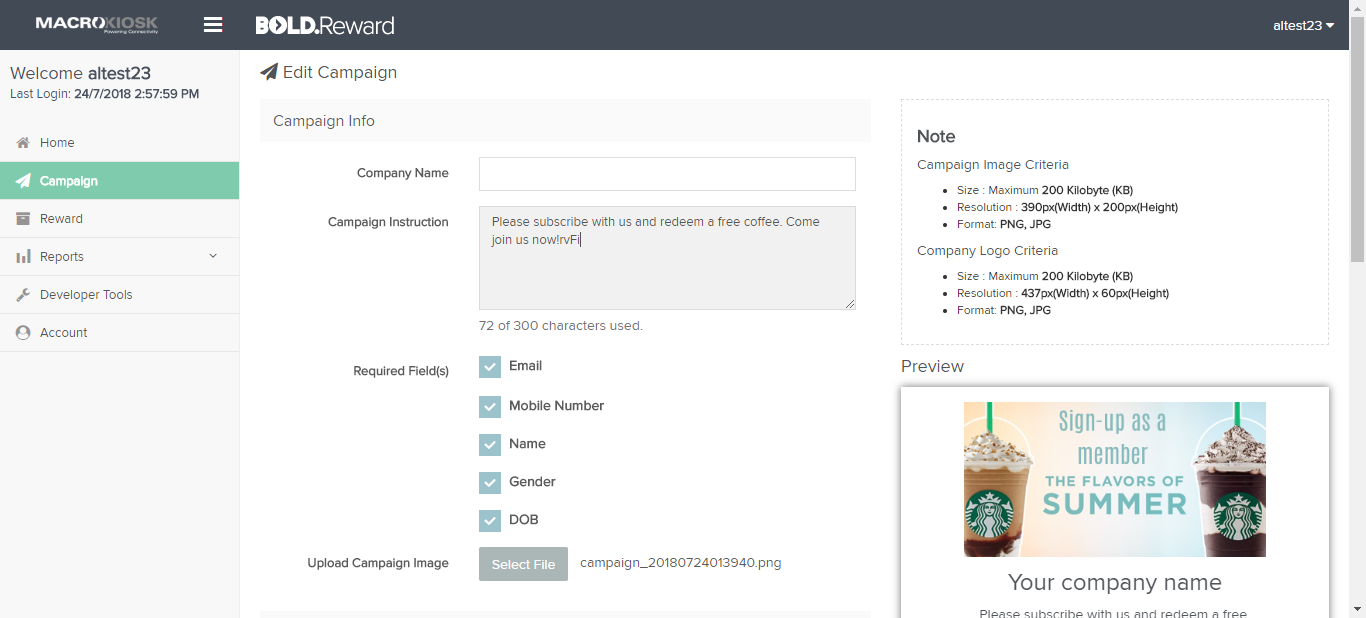 MACROKIOSK
Powering Connectivity
BOLD.Reward
altest23
Welcome altest23
Last Login: 24/7/2018 2:57:59 PM
Home
Campaign
Reward
Reports
Developer Tools
Account
Edit Campaign
Campaign Info
Company Name
Campaign Instruction
Please subscribe with us and redeem a free coffee. Come
join us now!rvFi
72 of 300 characters used.
Required Field(s)
Email
Mobile Number
Name
Gender
DOB
Upload Campaign Image
Select File
campaign_20180724013940.png
Note
Campaign Image Criteria
Size : Maximum 200 Kilobyte (KB)
Resolution : 390px(Width) x 200px(Height)
Format: PNG, JPG
Company Logo Criteria
Size : Maximum 200 Kilobyte (KB)
Resolution : 437px(Width) x 60px(Height)
Format: PNG, JPG
Preview
Sign-up as a
member
THE FLAVORS OF
SUMMER
Your company name
Please subscribe with us and redeem a free